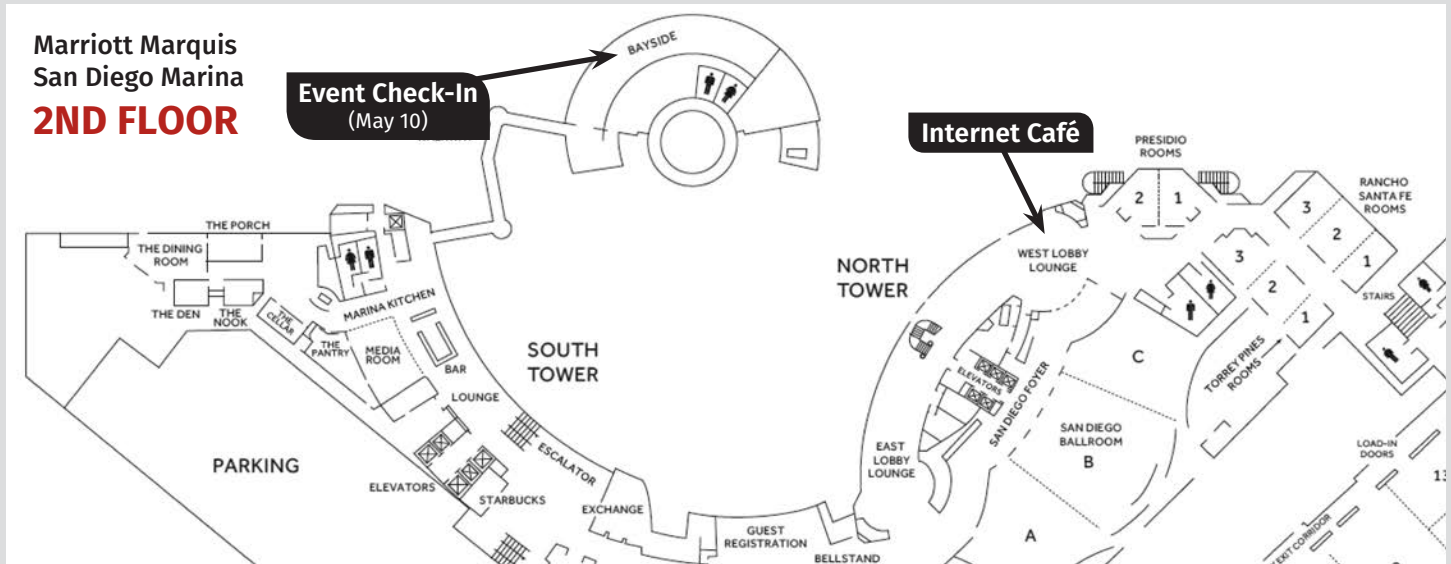 Marriott Marquis
San Diego Marina
2ND FLOOR
Event Check-In
(May 10)
BAYSIDE
Internet Café
PRESIDIO
ROOMS
2
1
RANCHO
SANTA FE
ROOMS
3
2
1
THE PORCH
THE DINING
ROOM
THE DEN
THE
NOOK
THE
CELLAR
THE
PANTRY
MARINA KITCHEN
MEDIA
ROOM
BAR
LOUNGE
SOUTH
TOWER
NORTH
TOWER
WEST LOBBY
LOUNGE
3
2
1
STAIRS
TORREY PINES
ROOMS
C
ELEVATORS
SAN DIEGO FOYER
SAN DIEGO
BALLROOM
B
A
EAST
LOBBY
LOUNGE
LOAD-IN
DOORS
13
EXIT CORRIDOR
PARKING
ELEVATORS
STARBUCKS
ESCALATOR
EXCHANGE
GUEST
REGISTRATION
BELLSTAND